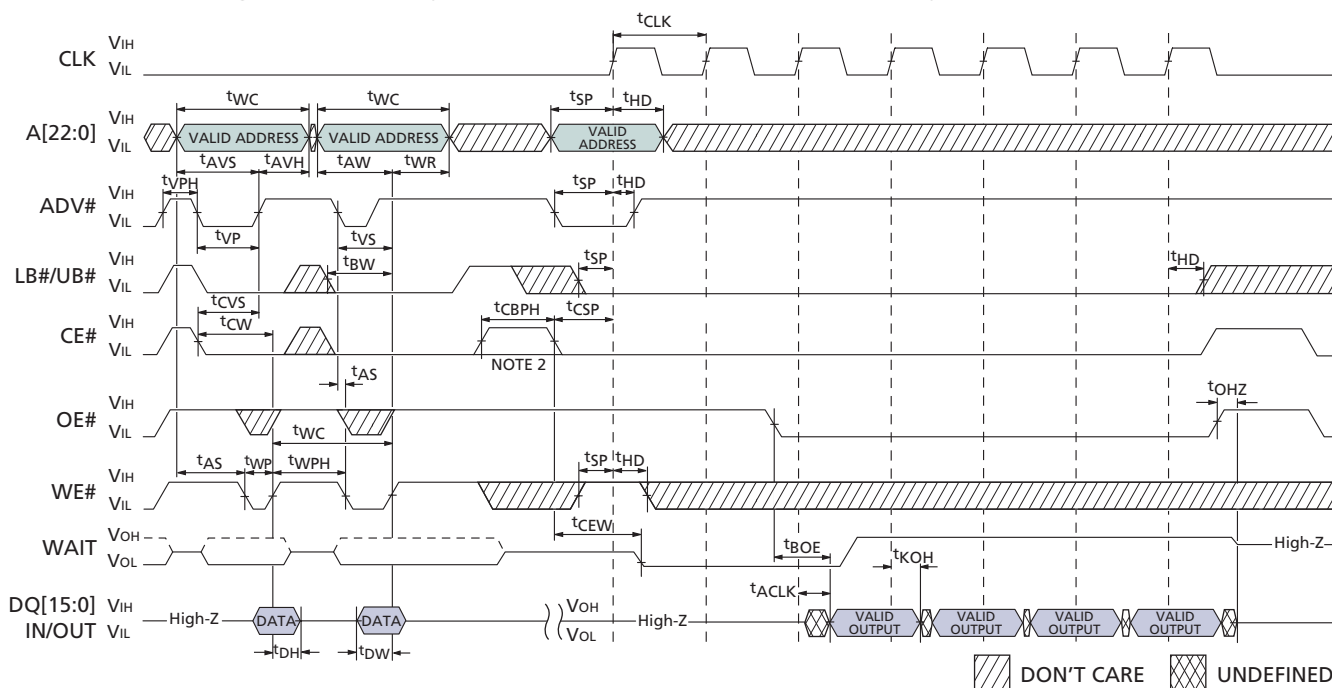 tCLK
CLK VIH
VIL
tWC tWC tSP tHD
A[22:0] VIH
VIL
VALID ADDRESS VALID ADDRESS VALID
ADDRESS
tAVS tAVH tAW tWR
tVPH tSP tHD
ADV# VIH
VIL
tVP tVS
LB#/UB# VIH
VIL
tBW tSP tHD
tCVS tCBPH tCSP
tCW
CE# VIH
VIL
NOTE 2
tAS tOHZ
OE# VIH
VIL
tWC
tAS tWP tWPH tSP tHD
WE# VIH
VIL
tCEW
WAIT VOH
VOL
High-Z
tBOE tKOH
tACLK
DQ[15:0] VIH
IN/OUT VIL
High-Z DATA DATA VOH
VOL
High-Z VALID
OUTPUT VALID
OUTPUT VALID
OUTPUT VALID
OUTPUT
tDH tDW
DON'T CARE UNDEFINED